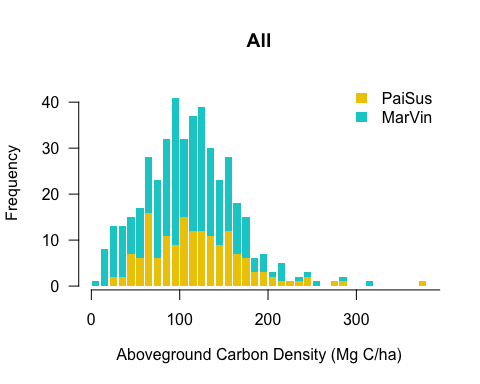 All
PaiSus
MarVin
Frequency
40
30
20
10
0
0 100 200 300
Aboveground Carbon Density (Mg C/ha)